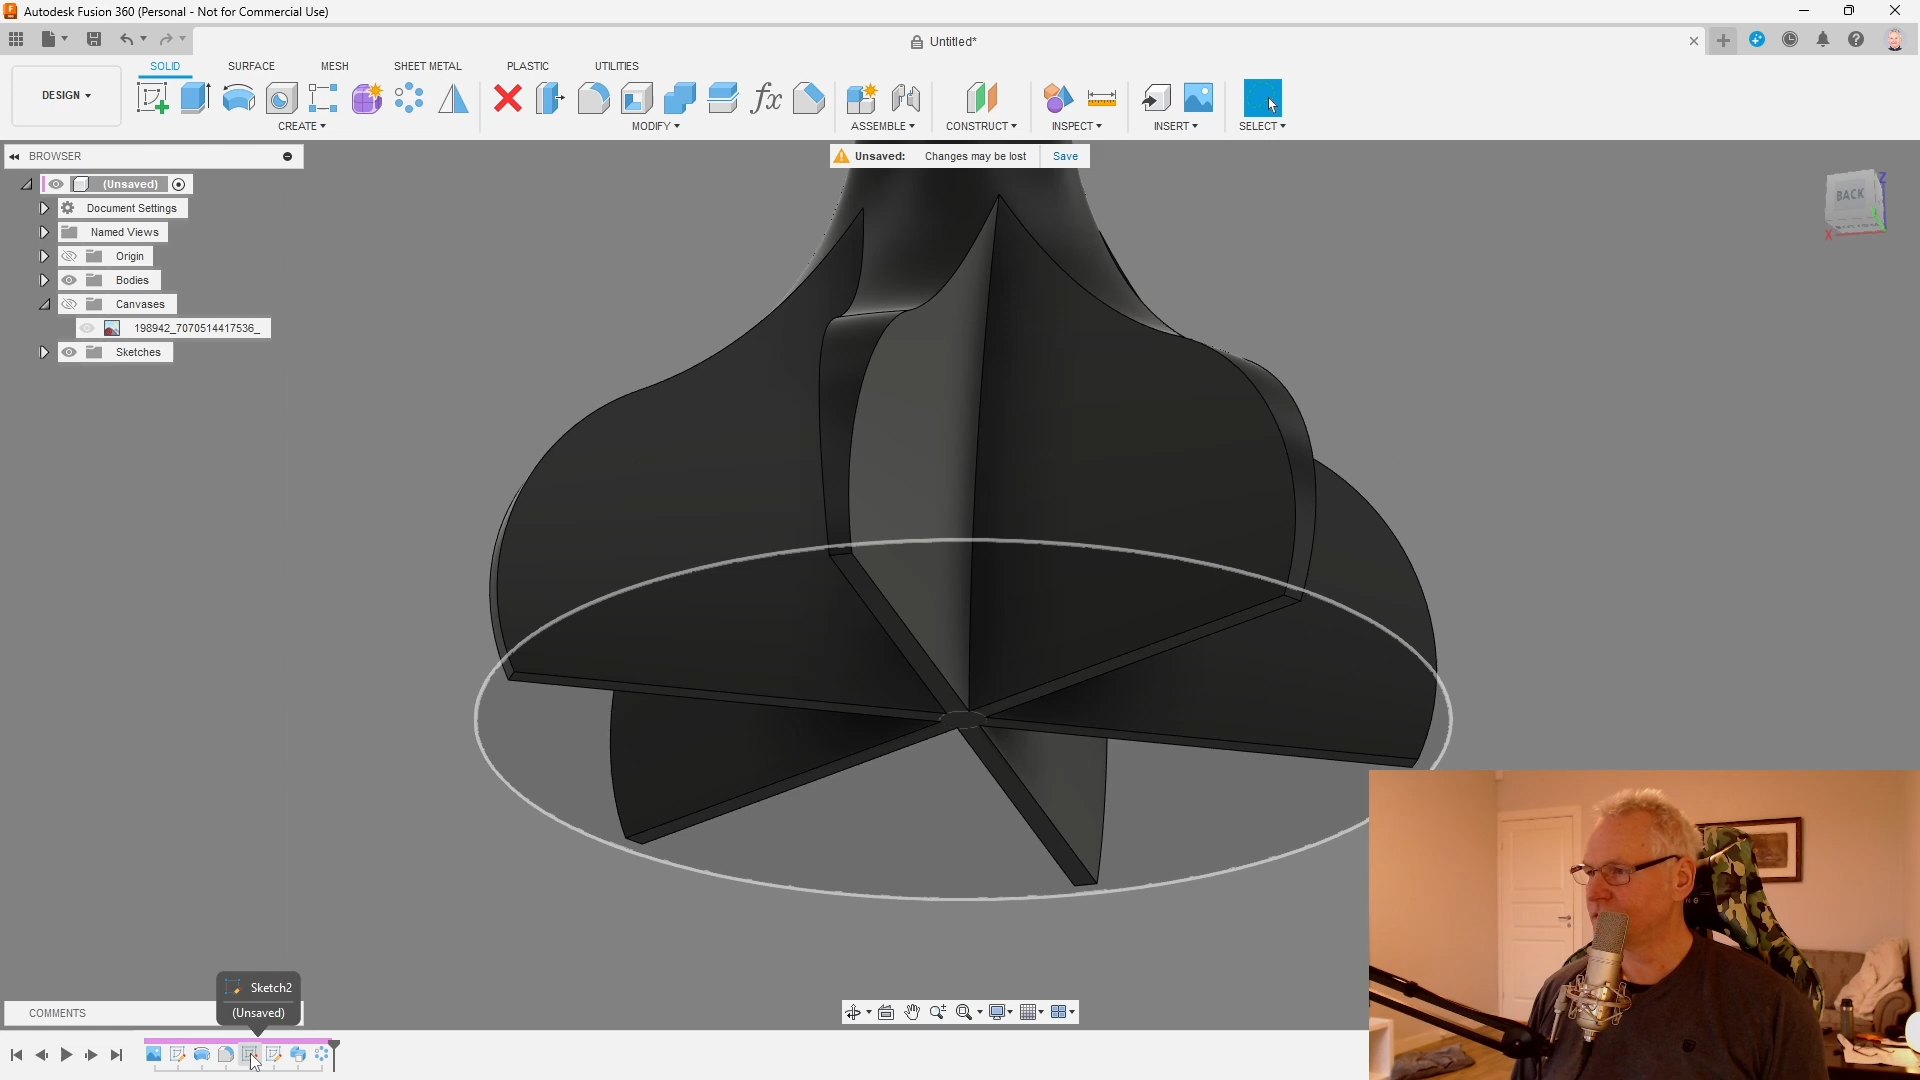 Autodesk Fusion 360 (Personal - Not for Commercial Use)
Untitled*
DESIGN
SOLID
SURFACE
MESH
SHEET METAL
PLASTIC
UTILITIES
CREATE
MODIFY
ASSEMBLE
CONSTRUCT
INSPECT
INSERT
SELECT
BROWSER
Unsaved: Changes may be lost Save
(Unsaved)
Document Settings
Named Views
Origin
Bodies
Canvases
198942_7070514417536_
Sketches
BACK
Z
X
Sketch2
(Unsaved)
COMMENTS